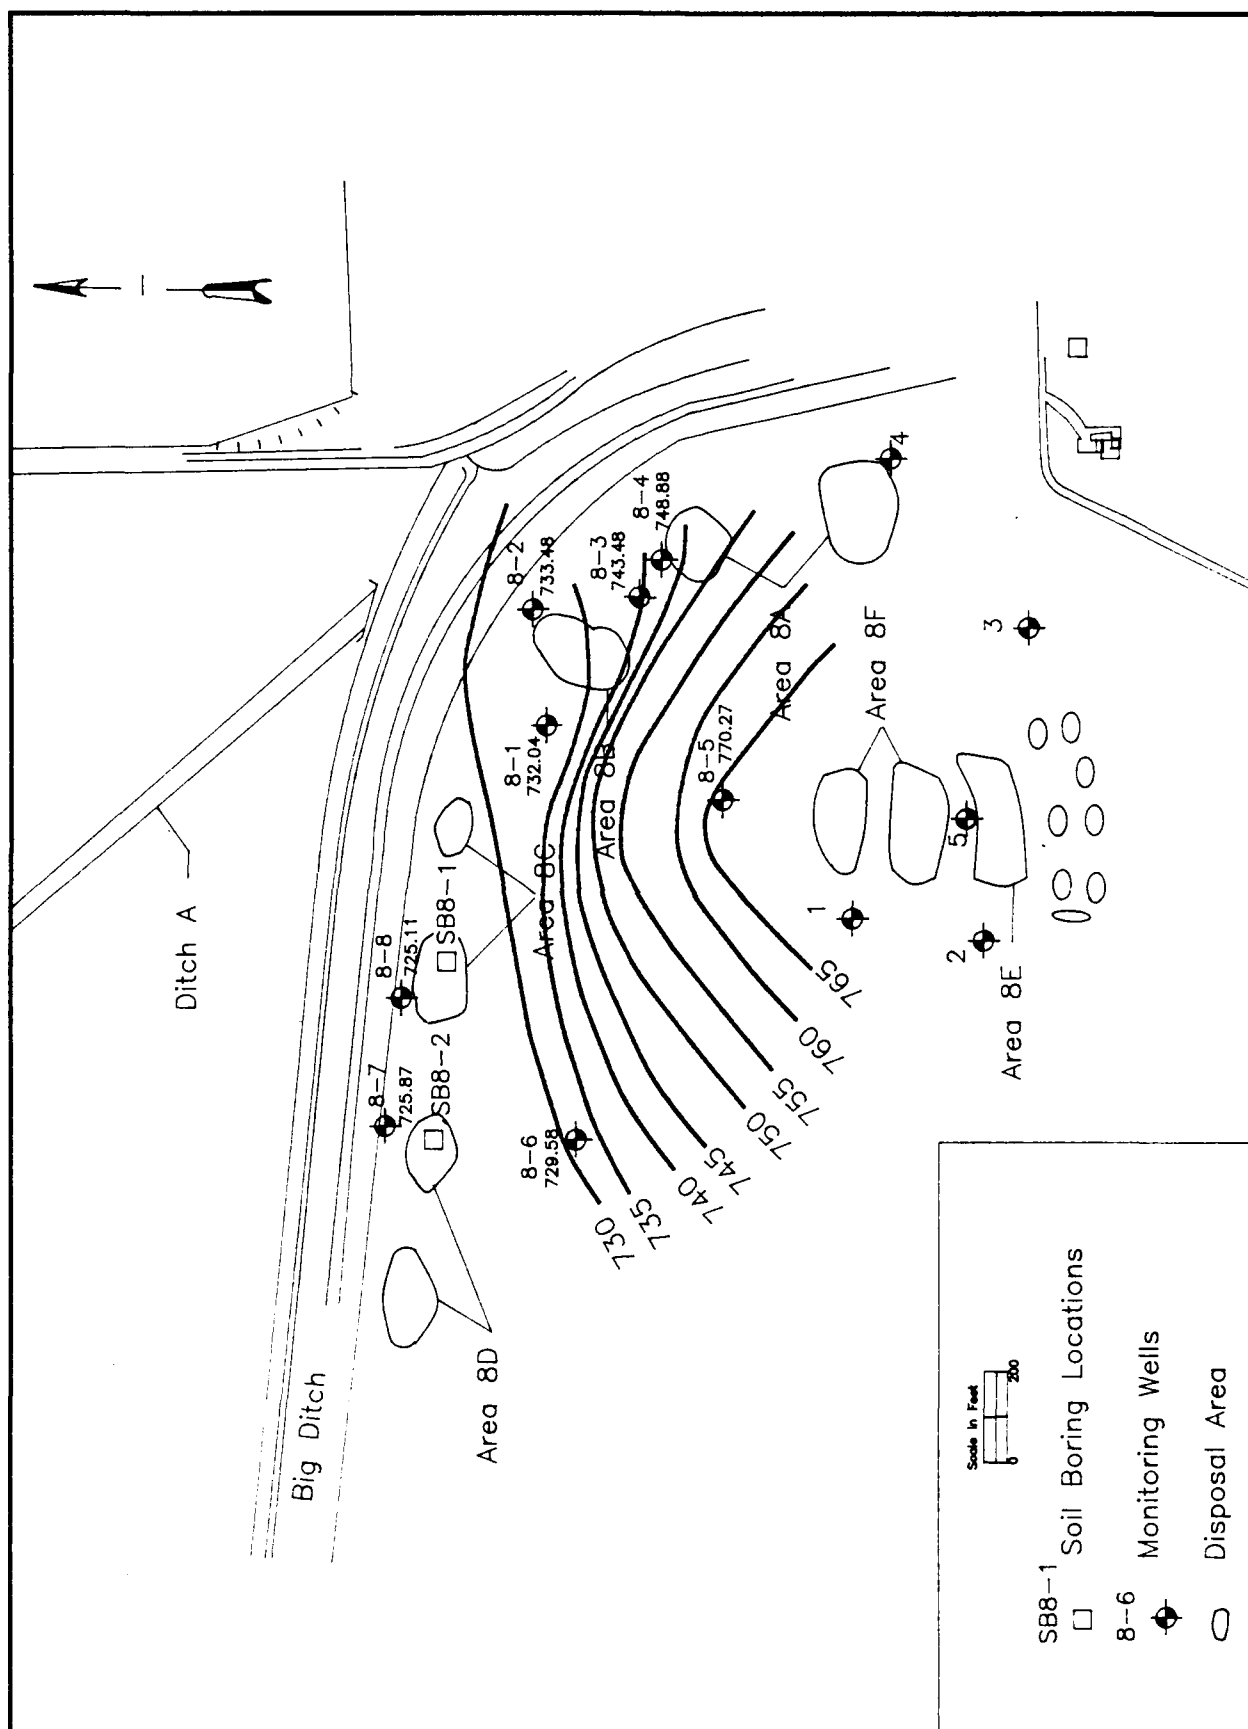 Ditch A
Big Ditch
8-7
725.87
8-8
725.11
SB8-2
SB8-1
8-1
732.04
8-2
733.48
8-3
743.48
8-4
748.88
8-5
770.27
8-6
729.58
Area 8D
Area 8C
Area 8B
Area 8A
Area 8F
Area 8E
1
2
3
4
5
730
735
740
745
750
755
760
765
Scale in Feet
0
200
SB8-1
Soil Boring Locations
8-6
Monitoring Wells
Disposal Area